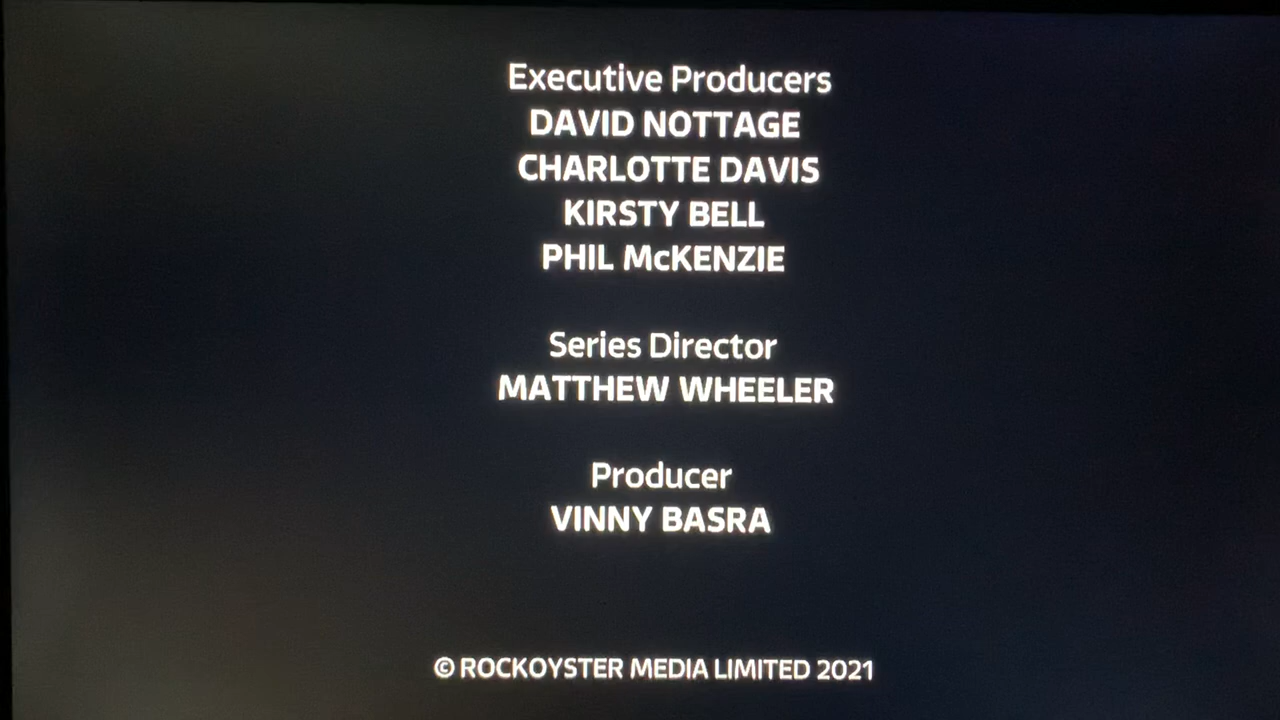 Executive Producers
DAVID NOTTAGE
CHARLOTTE DAVIS
KIRSTY BELL
PHIL McKENZIE
Series Director
MATTHEW WHEELER
Producer
VINNY BASRA
© ROCKOYSTER MEDIA LIMITED 2021